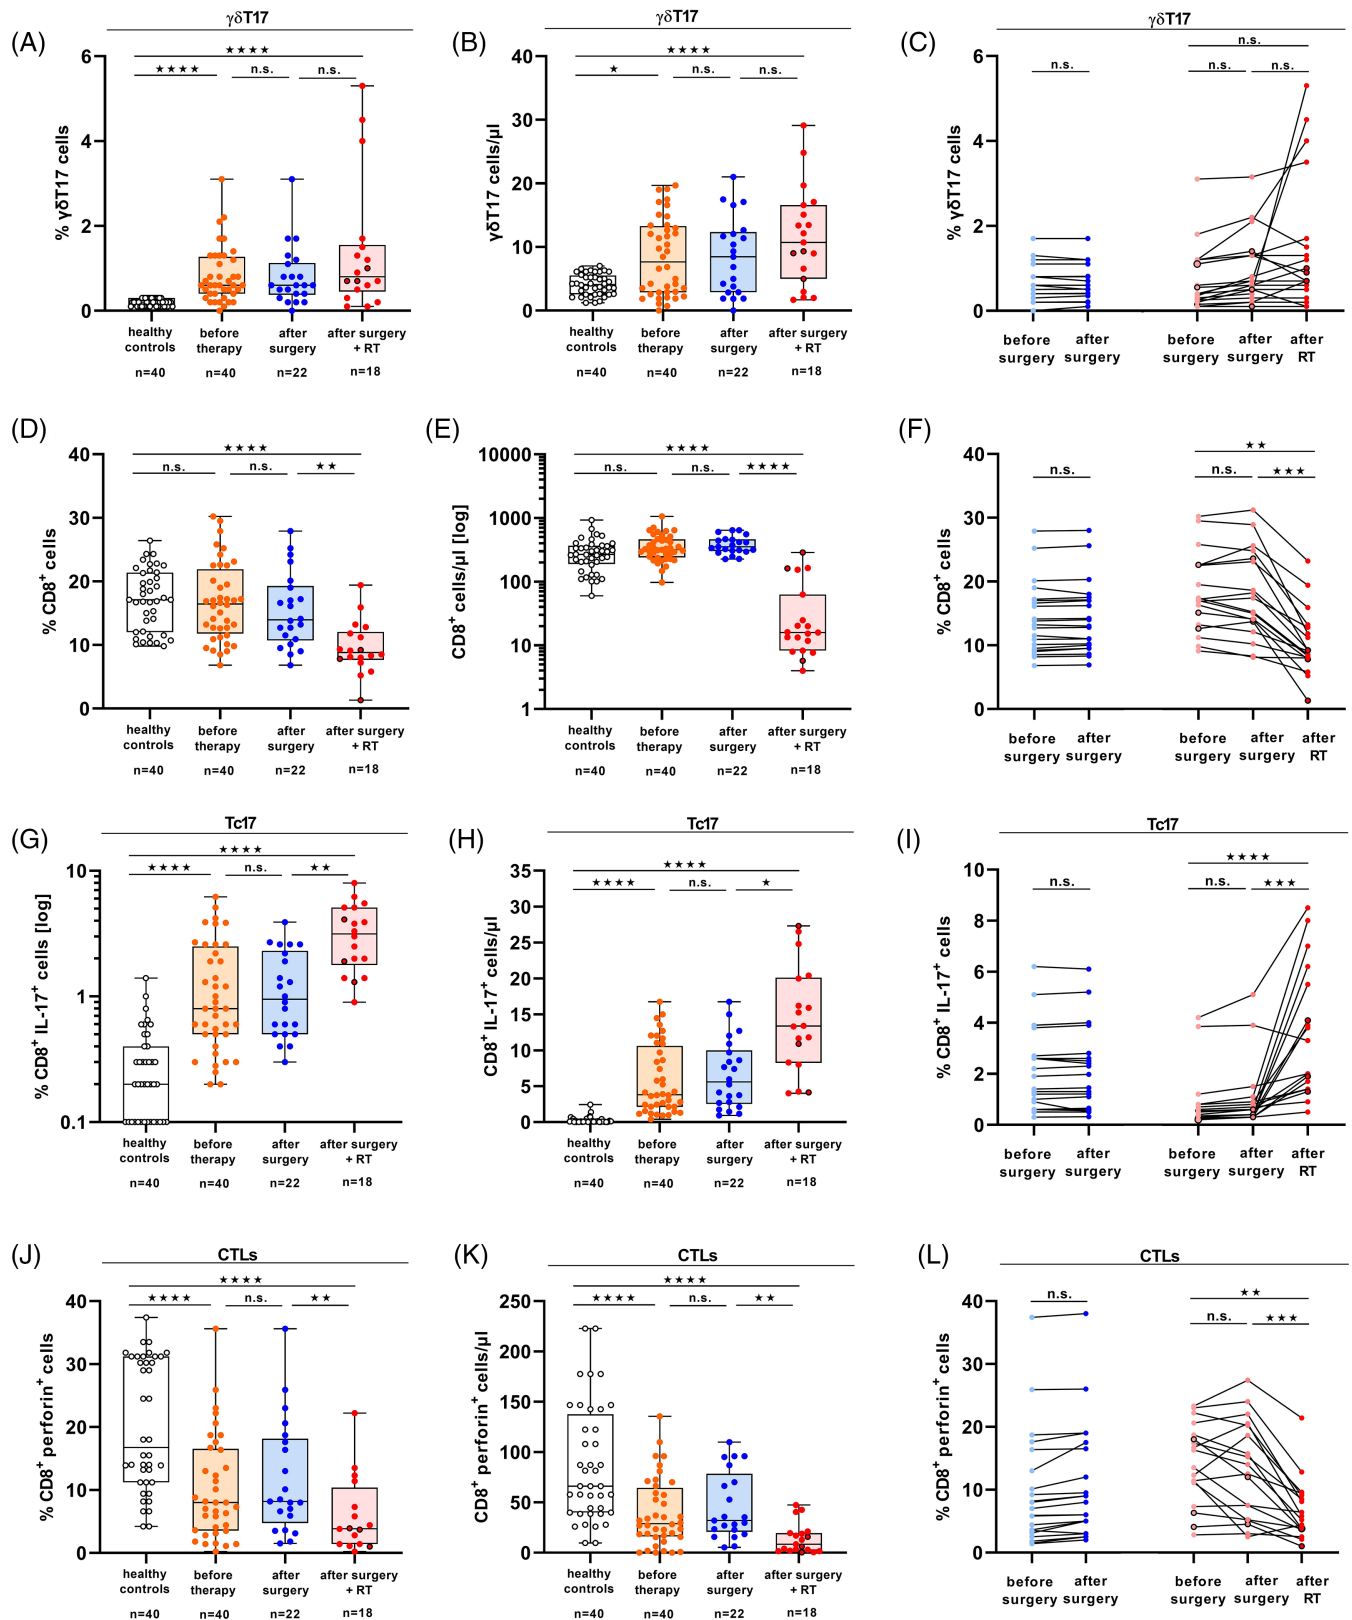 (A)
γδT17
★★★★
★★★★ n.s. n.s.
% γδT17 cells
6
4
2
0
healthy controls
before therapy
after surgery
after surgery + RT
n=40 n=40 n=22 n=18
(B)
γδT17
★★★★
★ n.s. n.s.
γδT17 cells/µl
40
30
20
10
0
healthy controls
before therapy
after surgery
after surgery + RT
n=40 n=40 n=22 n=18
(C)
γδT17
n.s.
n.s. n.s. n.s.
% γδT17 cells
6
4
2
0
before surgery
after surgery
before surgery
after surgery
after RT
(D)
★★★★
n.s. n.s. ★★
% CD8+ cells
40
30
20
10
0
healthy controls
before therapy
after surgery
after surgery + RT
n=40 n=40 n=22 n=18
(E)
★★★★
n.s. n.s. ★★★★
CD8+ cells/µl [log]
10000
1000
100
10
1
healthy controls
before therapy
after surgery
after surgery + RT
n=40 n=40 n=22 n=18
(F)
★★
n.s. n.s. ★★★
% CD8+ cells
40
30
20
10
0
before surgery
after surgery
before surgery
after surgery
after RT
(G)
Tc17
★★★★
★★★★ n.s. ★★
% CD8+ IL-17+ cells [log]
10
1
0.1
healthy controls
before therapy
after surgery
after surgery + RT
n=40 n=40 n=22 n=18
(H)
Tc17
★★★★
★★★★ n.s. ★
CD8+ IL-17+ cells/µl
35
30
25
20
15
10
5
0
healthy controls
before therapy
after surgery
after surgery + RT
n=40 n=40 n=22 n=18
(I)
Tc17
★★★★
n.s. n.s. ★★★
% CD8+ IL-17+ cells
10
8
6
4
2
0
before surgery
after surgery
before surgery
after surgery
after RT
(J)
CTLs
★★★★
★★★★ n.s. ★★
% CD8+ perforin+ cells
40
30
20
10
0
healthy controls
before therapy
after surgery
after surgery + RT
n=40 n=40 n=22 n=18
(K)
CTLs
★★★★
★★★★ n.s. ★★
CD8+ perforin+ cells/µl
250
200
150
100
50
0
healthy controls
before therapy
after surgery
after surgery + RT
n=40 n=40 n=22 n=18
(L)
CTLs
★★
n.s. n.s. ★★★
% CD8+ perforin+ cells
40
30
20
10
0
before surgery
after surgery
before surgery
after surgery
after RT